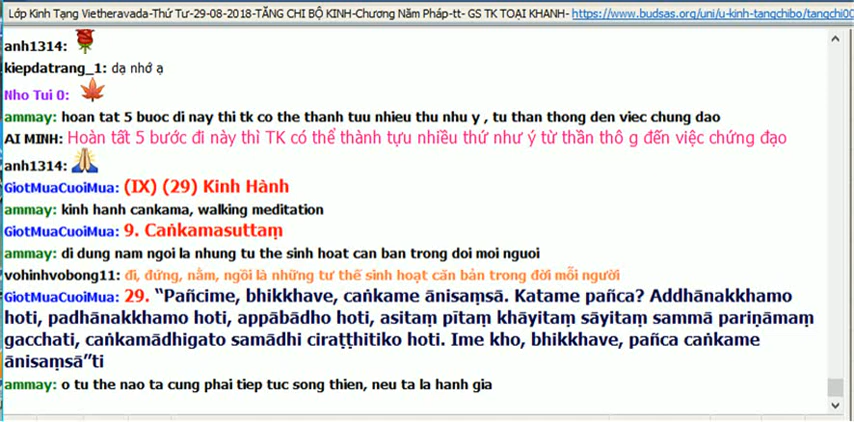 Lớp Kinh Tạng Vietheravada-Thứ Tư-29-08-2018-TĂNG CHI BỘ KINH-Chương Năm Pháp-tt- GS TK TOẠI KHANH- https://www.budsas.org/uni/u-kinh-tangchibo/tangchi00
anh1314:
kiepdatrang_1: dạ nhớ ạ
Nho Tui 0:
ammay: hoan tat 5 buoc di nay thi tk co the thanh tuu nhieu thu nhu y , tu than thong den viec chung dao
AI MINH: Hoàn tất 5 bước đi này thì TK có thể thành tựu nhiều thứ như ý từ thần thô g đến việc chứng đạo
anh1314:
GiotMuaCuoiMua: (IX) (29) Kinh Hành
ammay: kinh hanh cankama, walking meditation
GiotMuaCuoiMua: 9. Caṅkamasuttaṃ
ammay: di dung nam ngoi la nhung tu the sinh hoat can ban trong doi moi nguoi
vohinhvobong11: đi, đứng, nằm, ngồi là những tư thế sinh hoạt căn bản trong đời mỗi người
GiotMuaCuoiMua: 29. “Pañcime, bhikkhave, caṅkame ānisaṃsā. Katame pañca? Addhānakkhamo
hoti, padhānakkhamo hoti, appābādho hoti, asitaṃ pītaṃ khāyitaṃ sāyitaṃ sammā pariṇāmaṃ
gacchati, caṅkamādhigato samādhi ciraṭṭhitiko hoti. Ime kho, bhikkhave, pañca caṅkame
ānisaṃsā”ti
ammay: o tu the nao ta cung phai tiep tuc song thien, neu ta la hanh gia